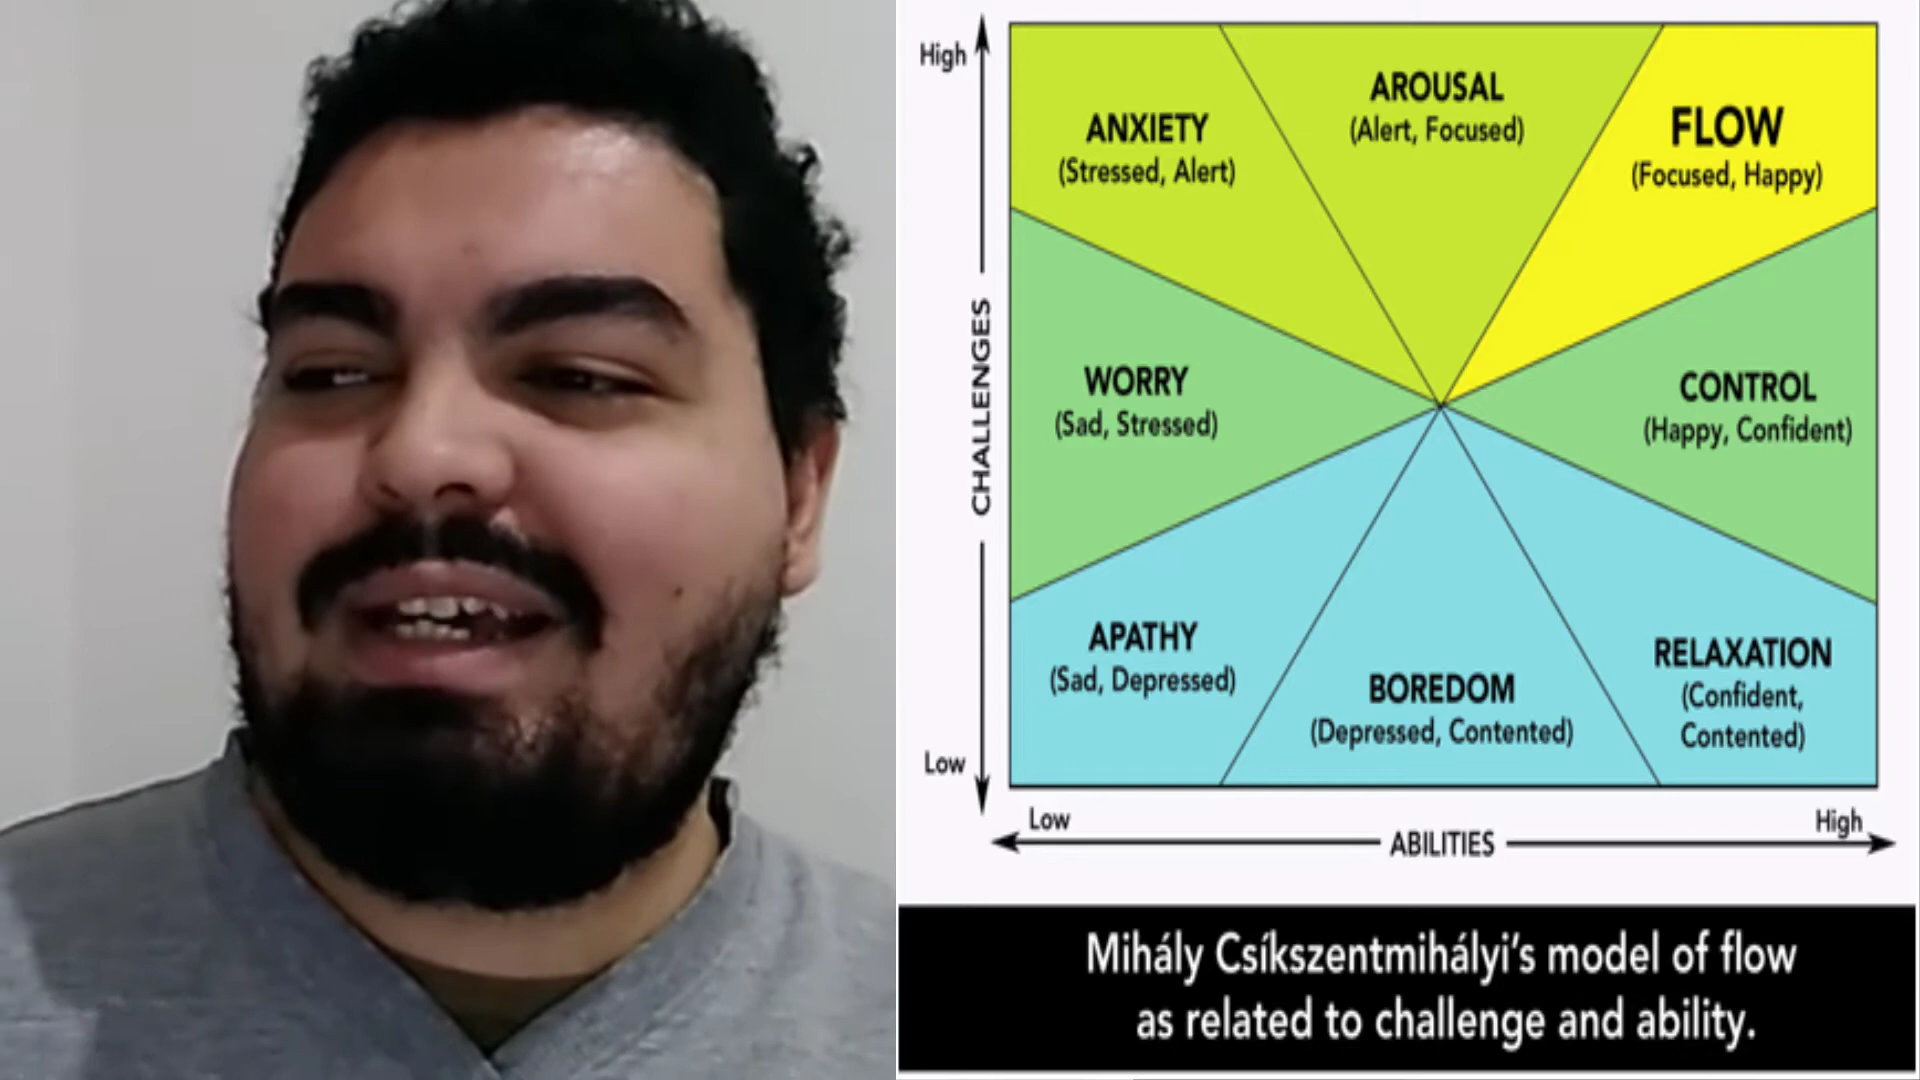 High
ANXIETY
(Stressed, Alert)
AROUSAL
(Alert, Focused)
FLOW
(Focused, Happy)
CHALLENGES
WORRY
(Sad, Stressed)
CONTROL
(Happy, Confident)
APATHY
(Sad, Depressed)
BOREDOM
(Depressed, Contented)
RELAXATION
(Confident,
Contented)
Low
Low
ABILITIES
High
Mihály Csíkszentmihályi’s model of flow
as related to challenge and ability.